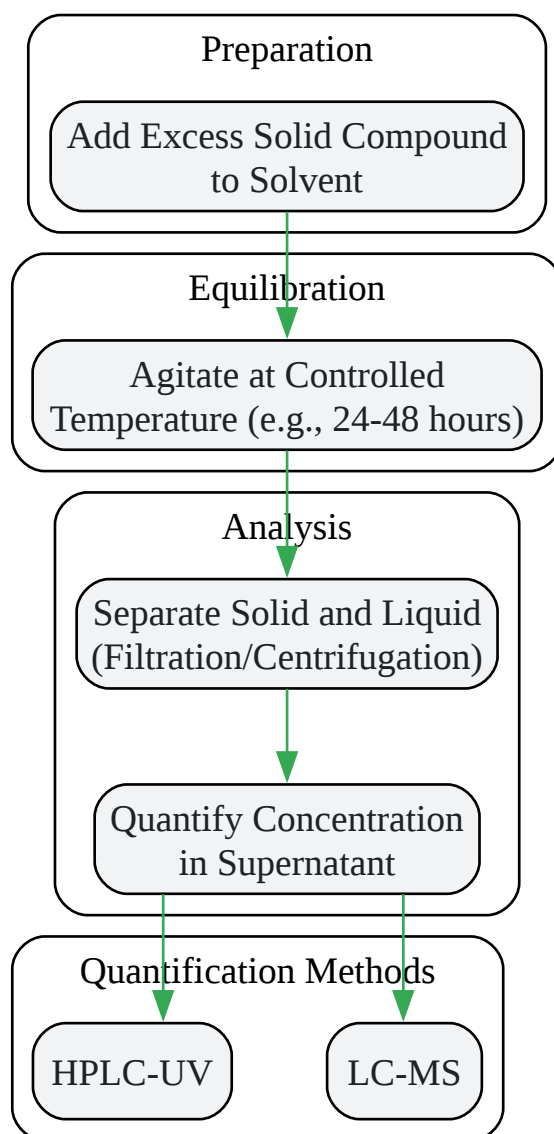 Preparation
Add Excess Solid Compound
to Solvent
Equilibration
Agitate at Controlled
Temperature (e.g., 24-48 hours)
Analysis
Separate Solid and Liquid
(Filtration/Centrifugation)
Quantify Concentration
in Supernatant
Quantification Methods
HPLC-UV
LC-MS